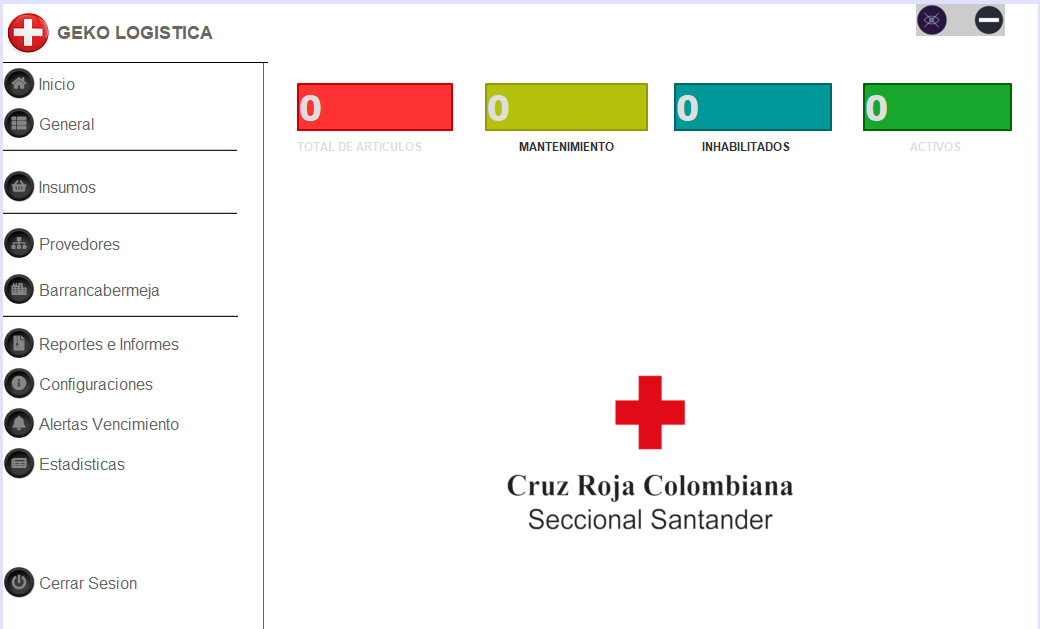 GEKO LOGISTICA
Inicio
General
Insumos
Provedores
Barrancabermeja
Reportes e Informes
Configuraciones
Alertas Vencimiento
Estadisticas
Cerrar Sesion
0 0 0 0
TOTAL DE ARTICULOS MANTENIMIENTO INHABILITADOS ACTIVOS
Cruz Roja Colombiana
Seccional Santander